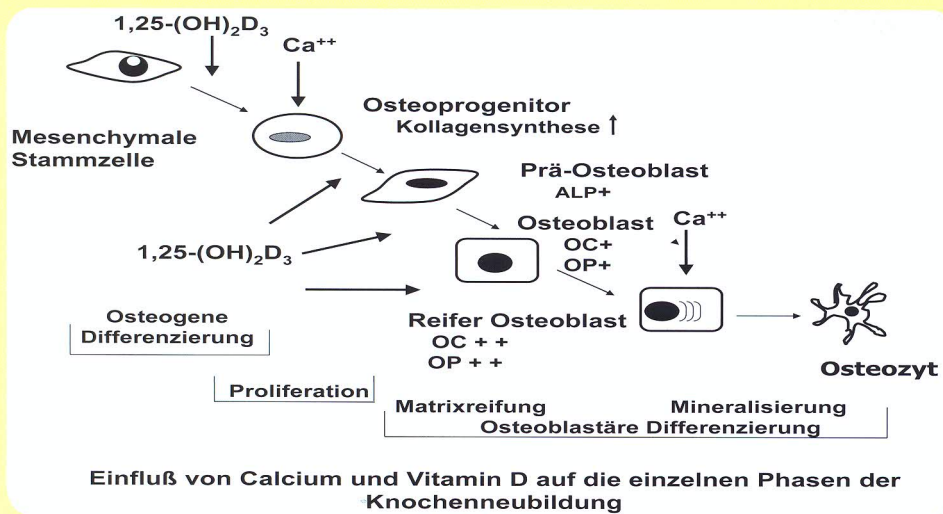 1,25-(OH)₂D₃
Ca⁺⁺
Osteoprogenitor
Kollagensynthese ↑
Mesenchymale
Stammzelle
Prä-Osteoblast
ALP+
Osteoblast
OC+
OP+
Ca⁺⁺
1,25-(OH)₂D₃
Osteogene
Differenzierung
Reifer Osteoblast
OC + +
OP + +
Osteozyt
Proliferation
Matrixreifung
Mineralisierung
Osteoblastäre Differenzierung
Einfluß von Calcium und Vitamin D auf die einzelnen Phasen der
Knochenneubildung